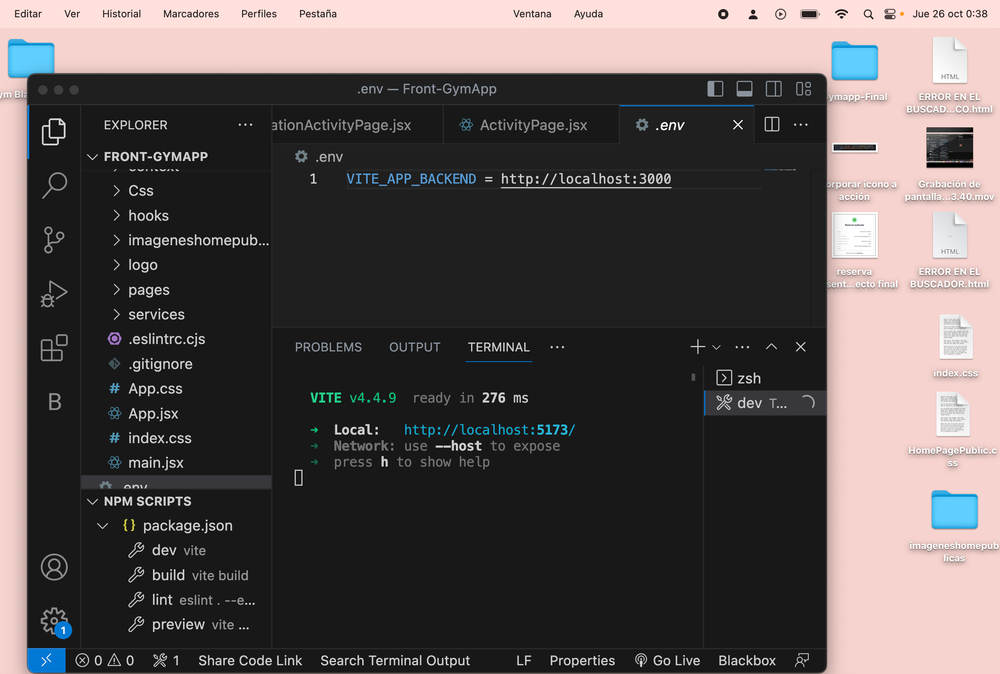 Editar Ver Historial Marcadores Perfiles Pestaña Ventana Ayuda Jue 26 oct 0:38
.env — Front-GymApp
EXPLORER
FRONT-GYMAPP
context
Css
hooks
imageneshomepub...
logo
pages
services
.eslintrc.cjs
.gitignore
App.css
App.jsx
index.css
main.jsx
.env
NPM SCRIPTS
package.json
dev vite
build vite build
lint eslint . --e...
preview vite ...
ationActivityPage.jsx ActivityPage.jsx .env
.env
1 VITE_APP_BACKEND = http://localhost:3000
PROBLEMS OUTPUT TERMINAL
VITE v4.4.9 ready in 276 ms
➜ Local: http://localhost:5173/
➜ Network: use --host to expose
➜ press h to show help
zsh
dev T...
0 0 1 Share Code Link Search Terminal Output LF Properties Go Live Blackbox
B
1
ymapp-Final
HTML
ERROR EN EL
BUSCAD...CO.html
orporar icono a
acción
Grabación de
pantalla...3.40.mov
reserva
sent...ecto final
HTML
ERROR EN EL
BUSCADOR.html
index.css
HomePagePublic.c
ss
imageneshomepub
licas